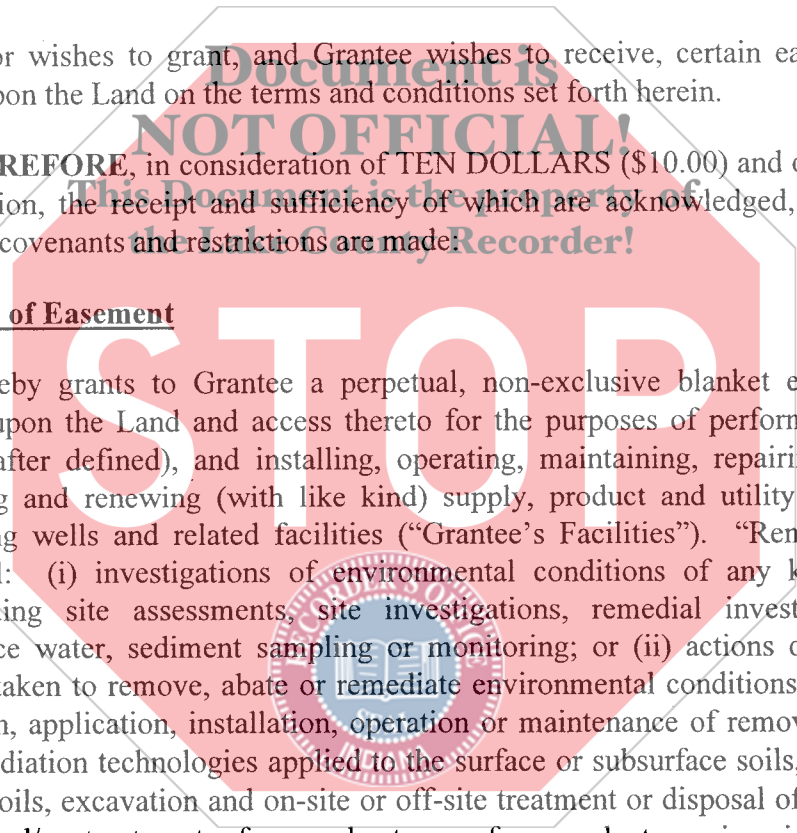 or wishes to grant, and Grantee wishes to receive, certain ea
Document is
pon the Land on the terms and conditions set forth herein.
NOT OFFICIAL!
REFORE, in consideration of TEN DOLLARS ($10.00) and o
This Document is the property of
ion, the receipt and sufficiency of which are acknowledged,
the Lake County Recorder!
covenants and restrictions are made:
of Easement
STOP
eby grants to Grantee a perpetual, non-exclusive blanket e
upon the Land and access thereto for the purposes of perform
after defined), and installing, operating, maintaining, repairi
g and renewing (with like kind) supply, product and utility
ng wells and related facilities (“Grantee’s Facilities”). “Ren
l: (i) investigations of environmental conditions of any k
ling site assessments, site investigations, remedial invest
ce water, sediment sampling or monitoring; or (ii) actions o
taken to remove, abate or remediate environmental conditions
n, application, installation, operation or maintenance of remov
diation technologies applied to the surface or subsurface soils,
oils, excavation and on-site or off-site treatment or disposal of
RECORDER'S OFFICE
SEAL
INDIANA